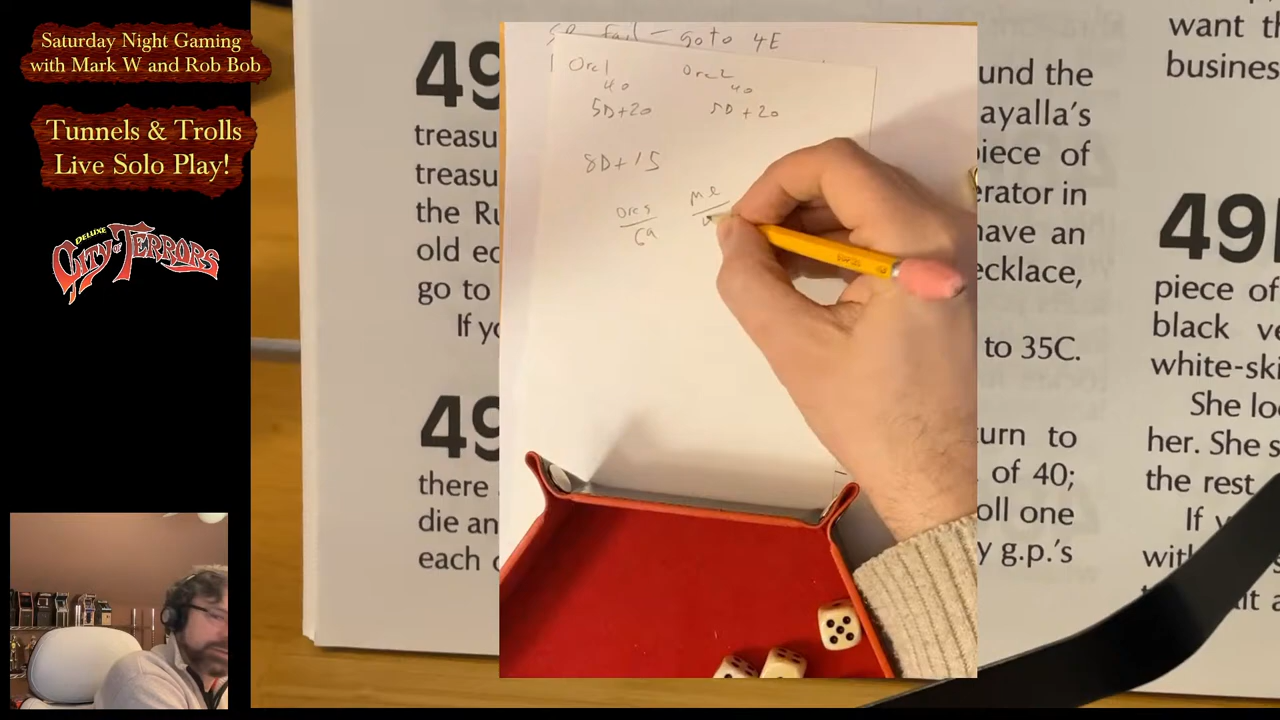 Saturday Night Gaming
with Mark W and Rob Bob
Tunnels & Trolls
Live Solo Play!
DELUXE
CITY OF TERRORS
49
treasu
treasu
the Ru
old ec
go to
If yo
49
there
die an
each o
fail — goto 4E
Orc1 Orc2
40 40
5D+20 5D+20
8D+15
orcs me
und the
ayalla's
piece of
erator in
have an
ecklace,
to 35C.
urn to
of 40;
oll one
y g.p.'s
want th
business
49
piece of
black ve
white-ski
She loo
her. She s
the rest
If y
with